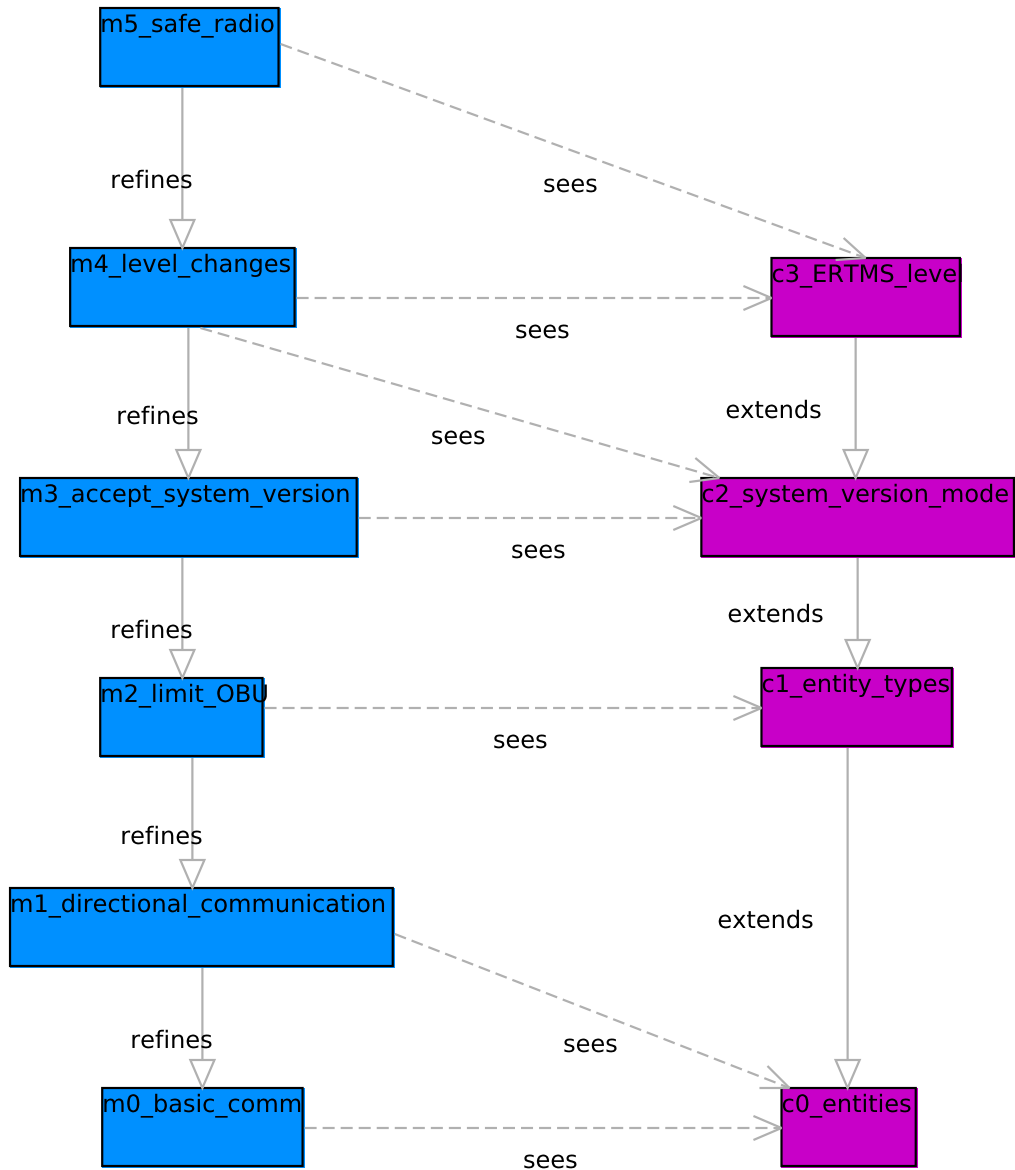 m5_safe_radio
refines
sees
m4_level_changes
c3_ERTMS_level
sees
extends
refines
sees
m3_accept_system_version
c2_system_version_mode
sees
extends
refines
m2_limit_OBU
c1_entity_types
sees
refines
m1_directional_communication
extends
refines
sees
m0_basic_comm
c0_entities
sees